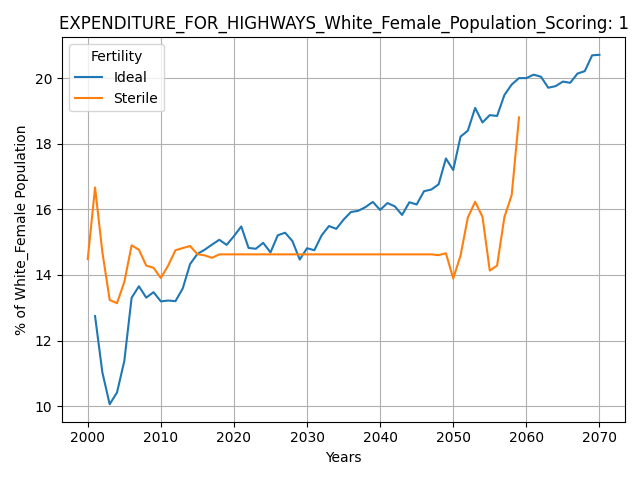 EXPENDITURE_FOR_HIGHWAYS_White_Female_Population_Scoring: 1
Fertility
Ideal
Sterile
% of White_Female Population
20
18
16
14
12
10
2000 2010 2020 2030 2040 2050 2060 2070
Years